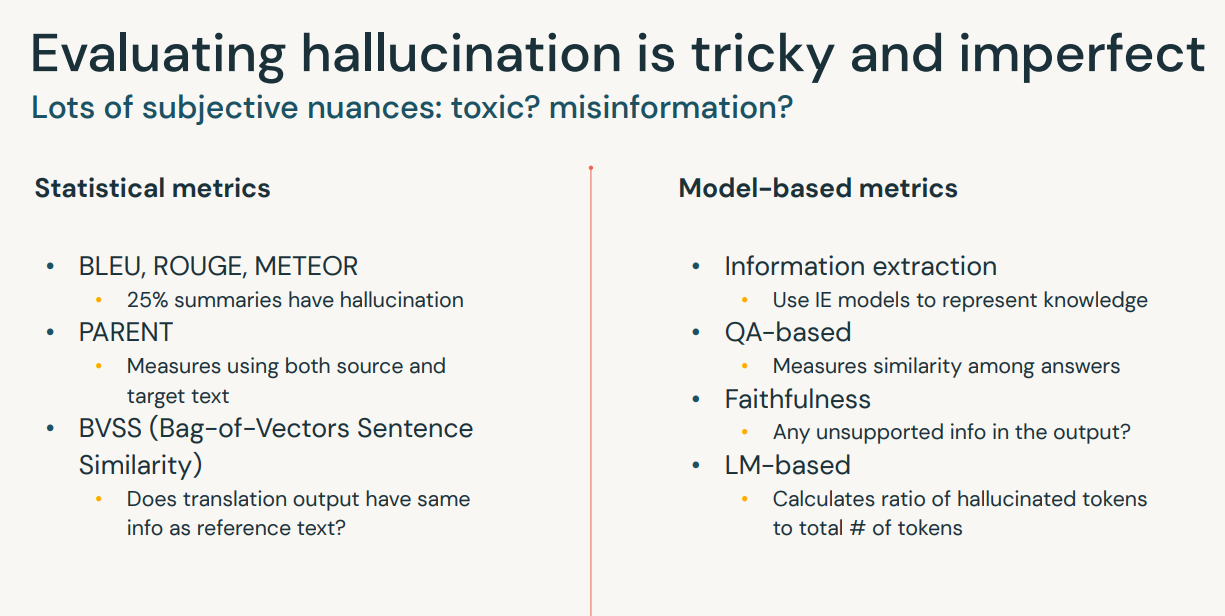 Evaluating hallucination is tricky and imperfect
Lots of subjective nuances: toxic? misinformation?
Statistical metrics
• BLEU, ROUGE, METEOR
• 25% summaries have hallucination
• PARENT
• Measures using both source and
target text
• BVSS (Bag-of-Vectors Sentence
Similarity)
• Does translation output have same
info as reference text?
Model-based metrics
• Information extraction
• Use IE models to represent knowledge
• QA-based
• Measures similarity among answers
• Faithfulness
• Any unsupported info in the output?
• LM-based
• Calculates ratio of hallucinated tokens
to total # of tokens